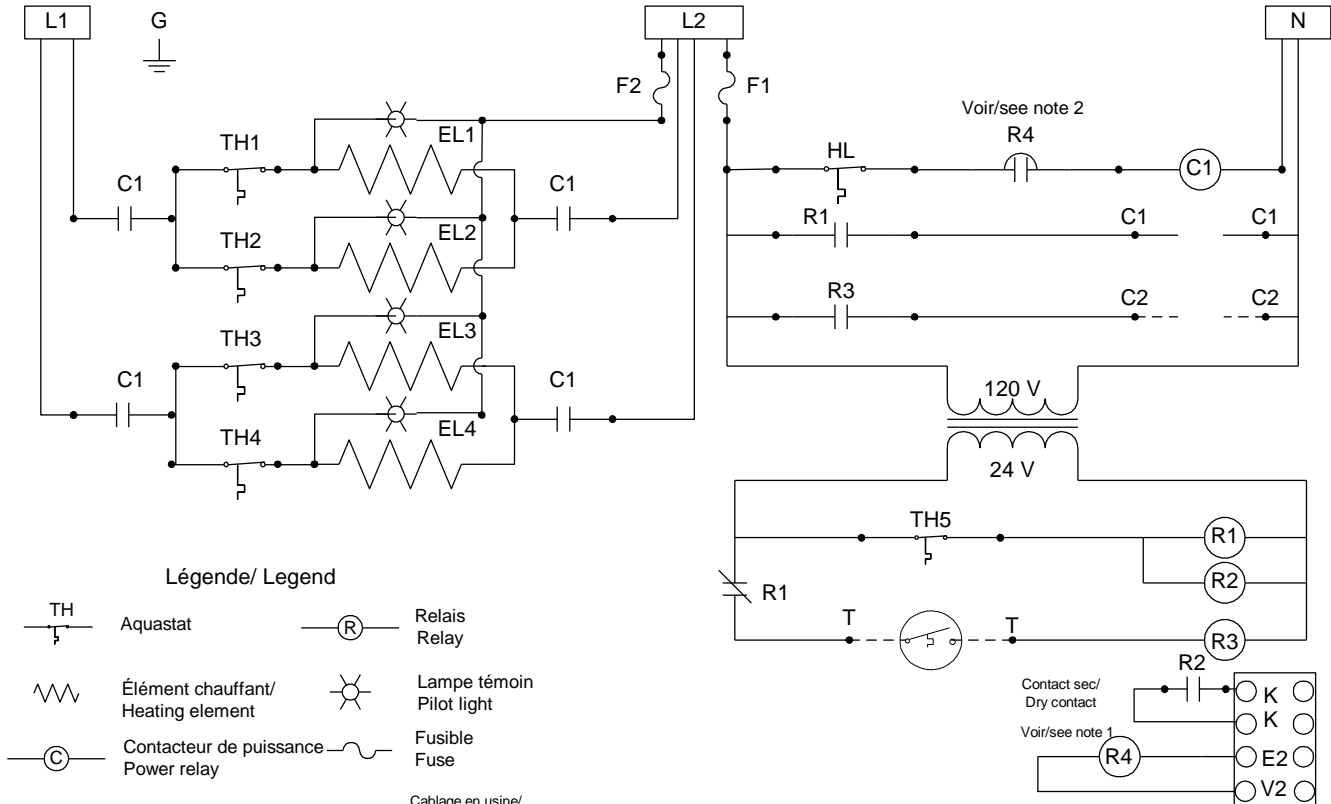 L1
G
L2
N
F2
F1
Voir/see note 2
R4
TH1
EL1
HL
C1
C1
C1
TH2
EL2
R1
C1
C1
R3
C2
C2
TH3
EL3
C1
C1
120 V
TH4
EL4
24 V
TH5
R1
R2
R1
T
T
R3
Légende/ Legend
TH
Aquastat
R
Relais
Relay
Élément chauffant/
Heating element
Lampe témoin
Pilot light
C
Contacteur de puissance
Power relay
Fusible
Fuse
Cablage en usine/
R2
Contact sec/
Dry contact
K
K
Voir/see note 1
R4
E2
V2